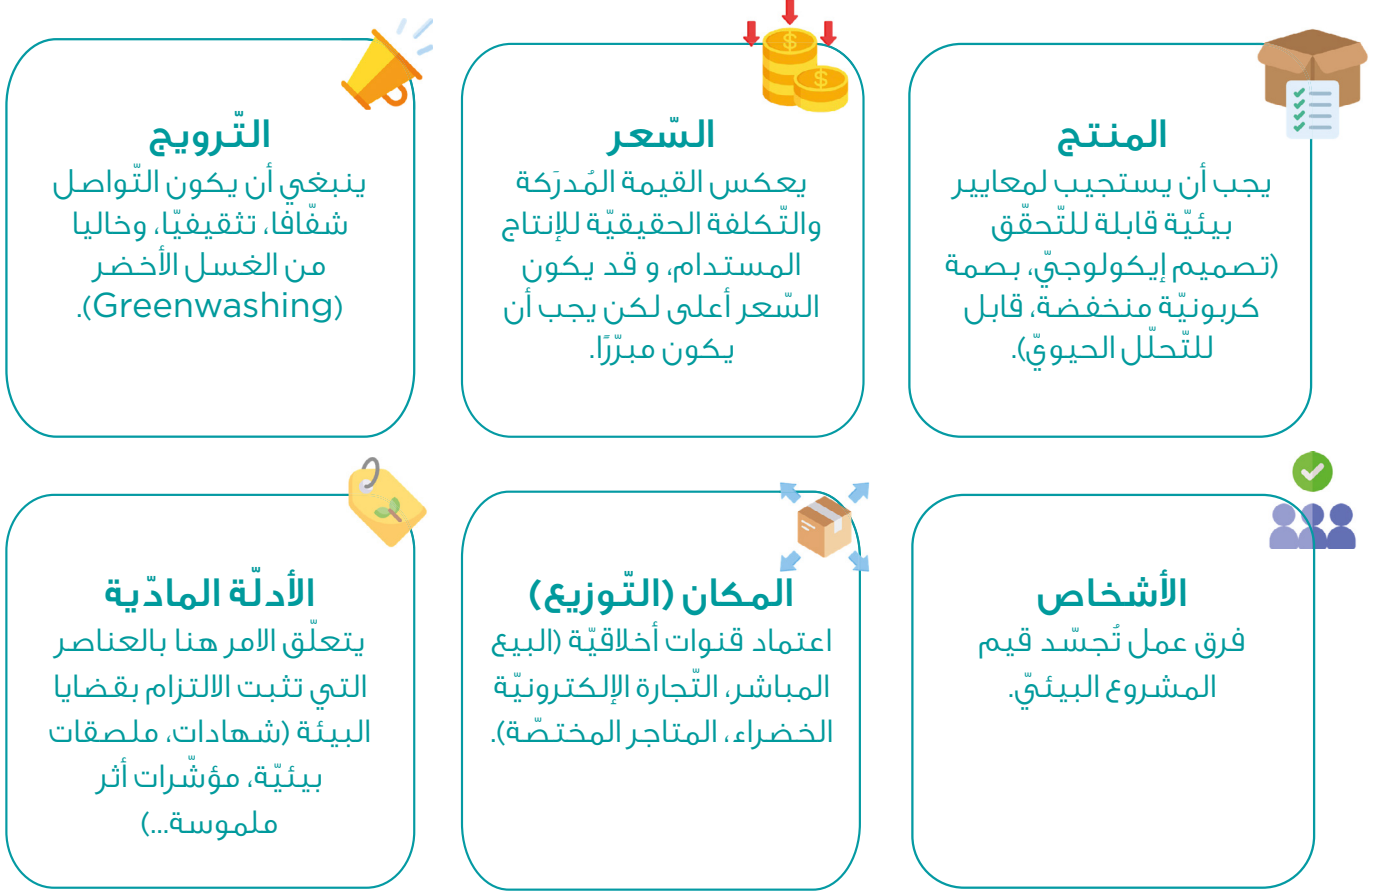 المنتج
يجب أن يستجيب لمعايير
بيئيّة قابلة للتّحقّق
(تصميم إيكولوجيّ، بصمة
كربونيّة منخفضة، قابل
للتّحلّل الحيويّ).
السّعر
يعكس القيمة المُدرَكة
والتّكلفة الحقيقيّة للإنتاج
المستدام، و قد يكون
السّعر أعلى لكن يجب أن
يكون مبرّرًا.
التّرويج
ينبغي أن يكون التّواصل
شفّافا، تثقيفيّا، وخاليا
من الغسل الأخضر
(Greenwashing).
الأشخاص
فرق عمل تُجسّد قيم
المشروع البيئيّ.
المكان (التّوزيع)
اعتماد قنوات أخلاقيّة (البيع
المباشر، التّجارة الإلكترونيّة
الخضراء، المتاجر المختصّة).
الأدلّة المادّية
يتعلّق الامر هنا بالعناصر
التي تثبت الالتزام بقضايا
البيئة (شهادات، ملصقات
بيئيّة، مؤشّرات أثر
ملموسة...)